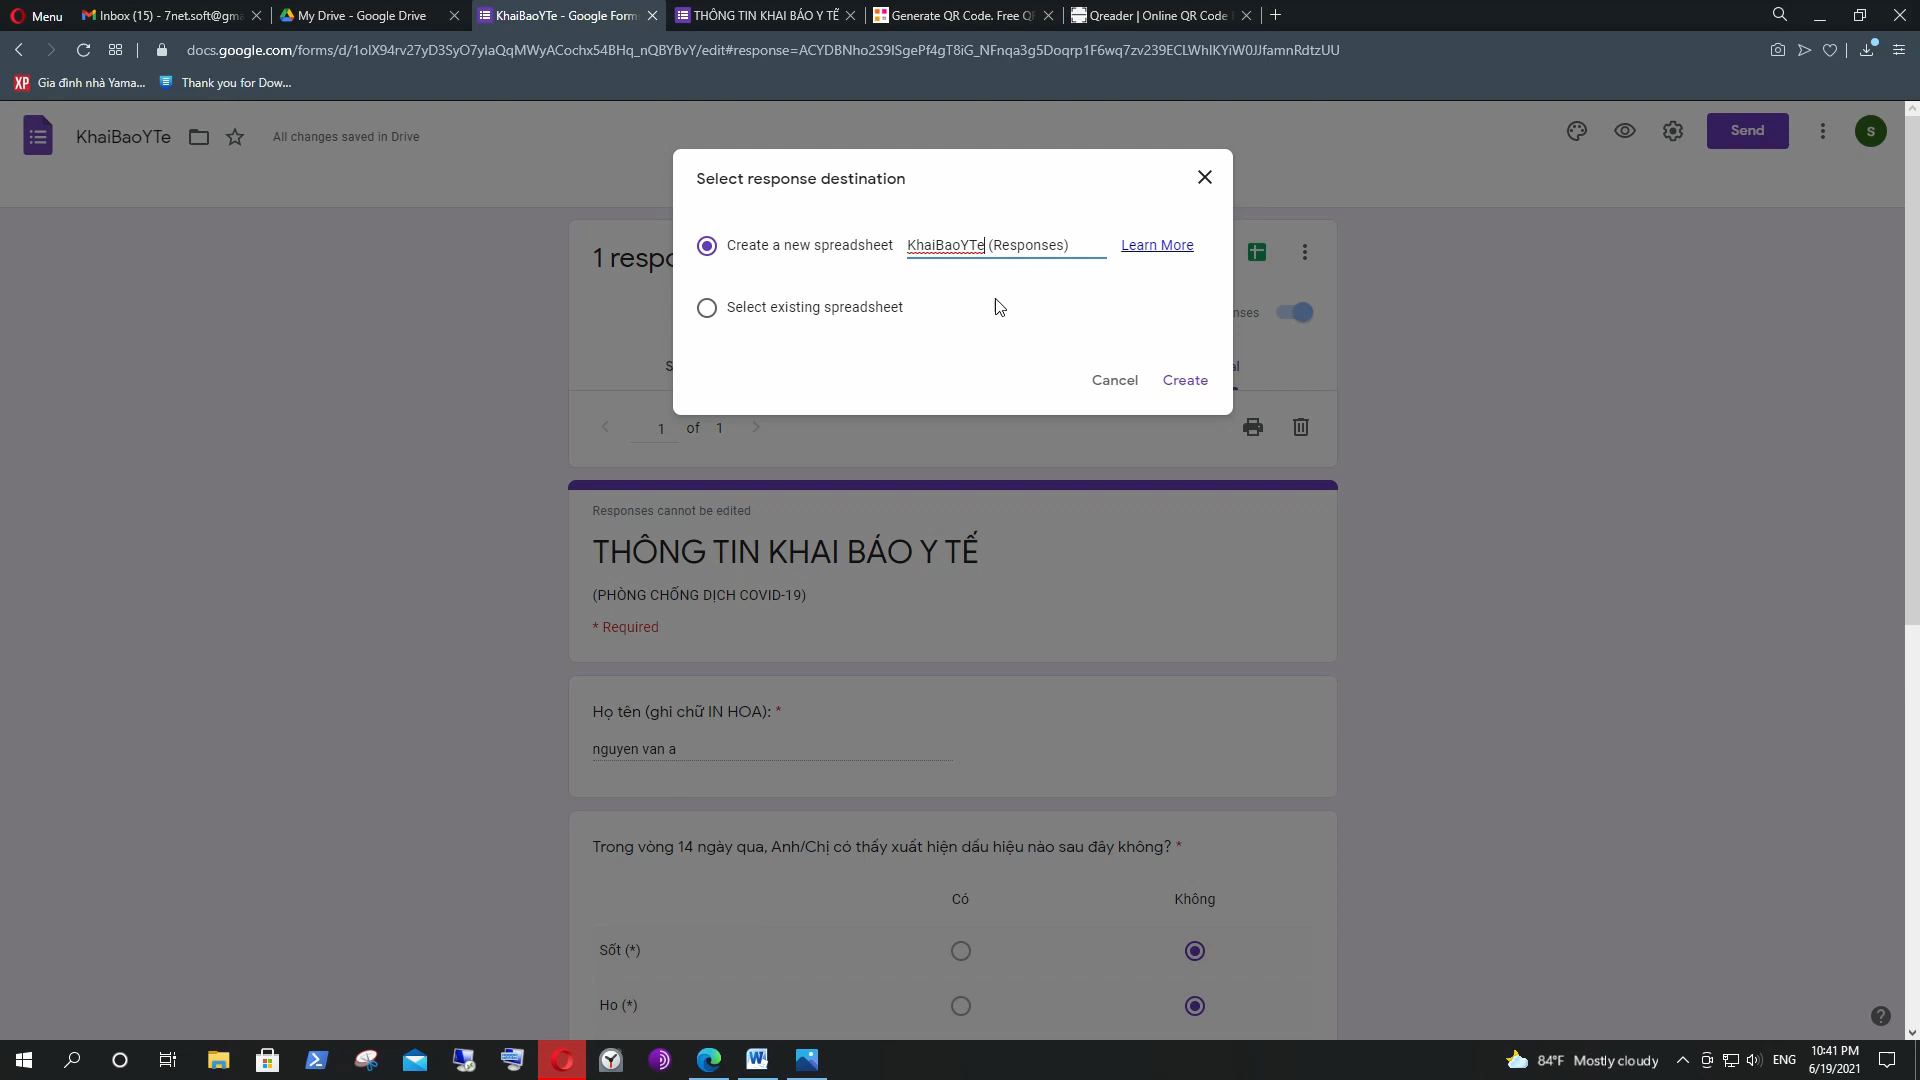 Menu
Inbox (15) - 7net.soft@gma
My Drive - Google Drive
KhaiBaoYTe - Google Form
THÔNG TIN KHAI BÁO Y TẾ
Generate QR Code. Free Q
Qreader | Online QR Code
docs.google.com/forms/d/1olX94rv27yD3SyO7ylaQqMWyACochx54BHq_nQBYBvY/edit#response=ACYDBNho2S9ISgePf4gT8iG_NFnqa3g5Doqrp1F6wq7zv239ECLWhIKYiW0JJfamnRdtzUU
XP Gia đình nhà Yama...
Thank you for Dow...
KhaiBaoYTe
All changes saved in Drive
Send
S
Select response destination
Create a new spreadsheet
KhaiBaoYTe (Responses)
Learn More
Select existing spreadsheet
Cancel
Create
1 respo
nses
S
al
1 of 1
Responses cannot be edited
THÔNG TIN KHAI BÁO Y TẾ
(PHÒNG CHỐNG DỊCH COVID-19)
* Required
Họ tên (ghi chữ IN HOA): *
nguyen van a
Trong vòng 14 ngày qua, Anh/Chị có thấy xuất hiện dấu hiệu nào sau đây không? *
Có
Không
Sốt (*)
Ho (*)
84°F Mostly cloudy
ENG
10:41 PM
6/19/2021